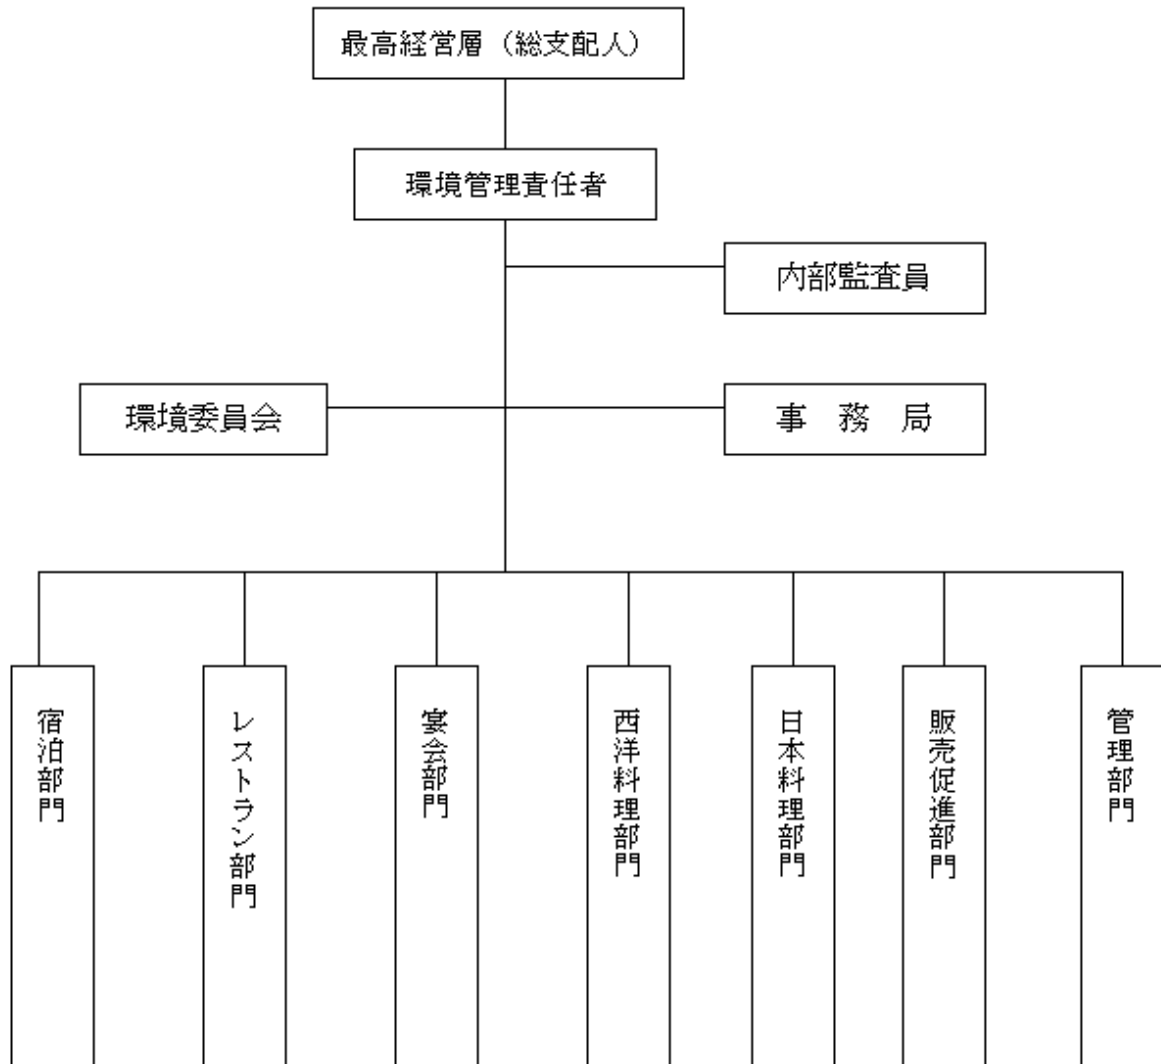 最高経営層（総支配人）
環境管理責任者
内部監査員
環境委員会
事　務　局
宿泊部門
レストラン部門
宴会部門
西洋料理部門
日本料理部門
販売促進部門
管理部門